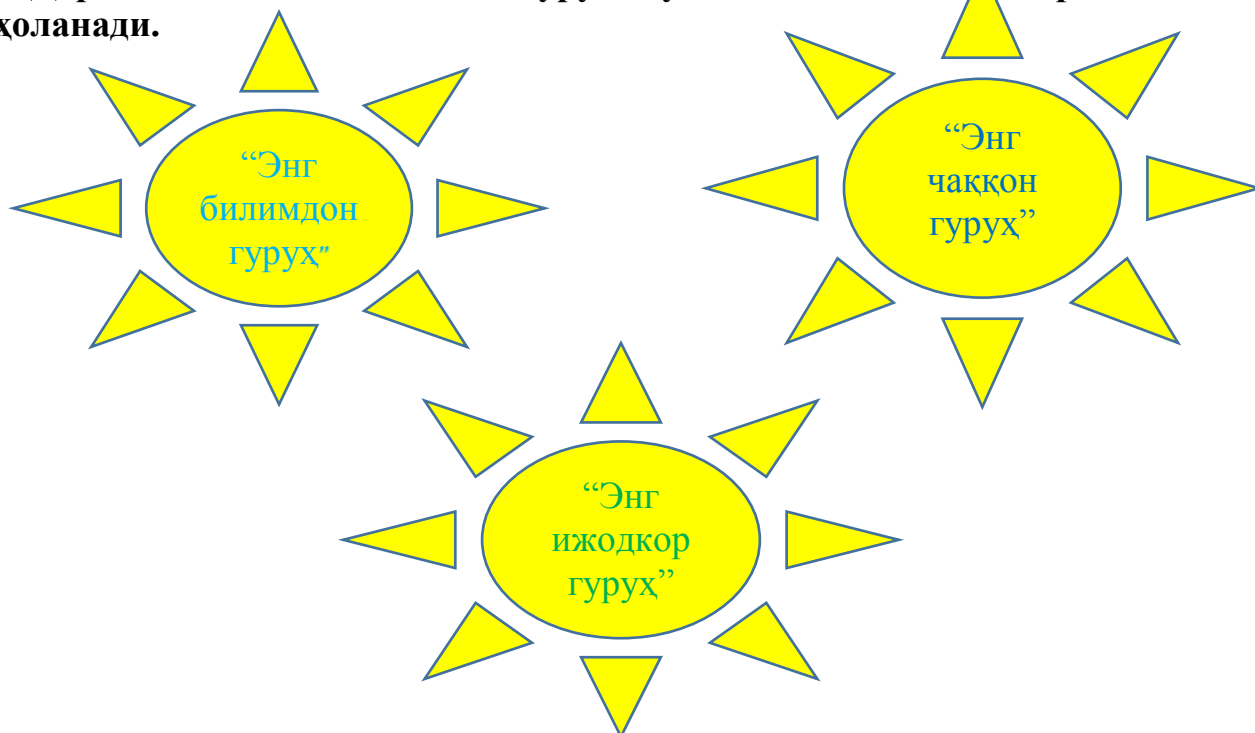 ҳоланади.
“Энг
билимдон
гуруҳ”
“Энг
чаққон
гуруҳ”
“Энг
ижодкор
гуруҳ”